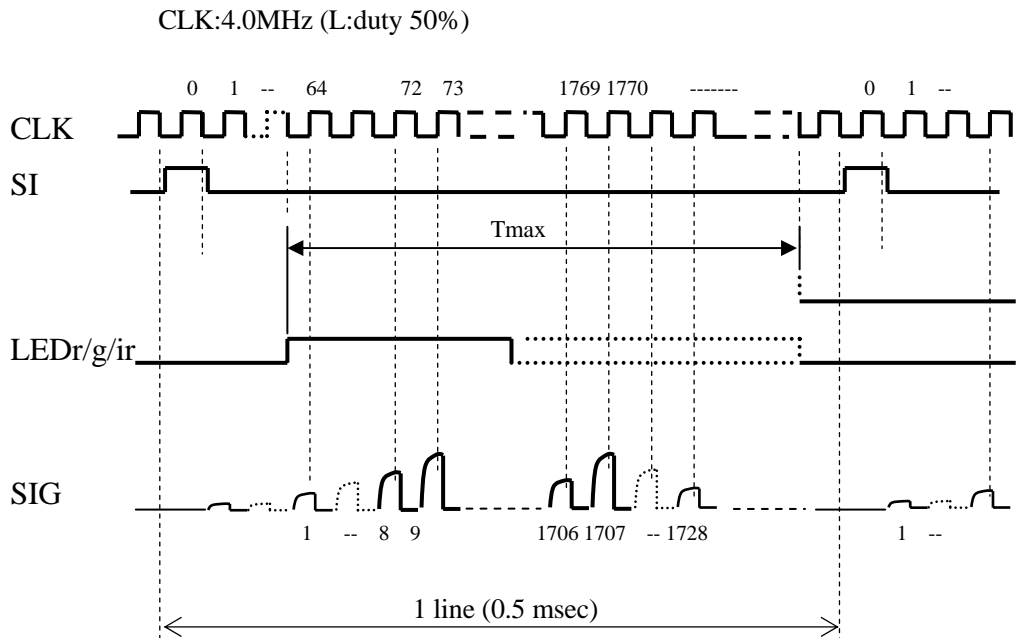 CLK:4.0MHz (L:duty 50%)
0 1 -- 64 72 73 1769 1770 ------- 0 1 --
CLK
SI
Tmax
LEDr/g/ir
SIG
1 -- 8 9 1706 1707 -- 1728 1 --
1 line (0.5 msec)